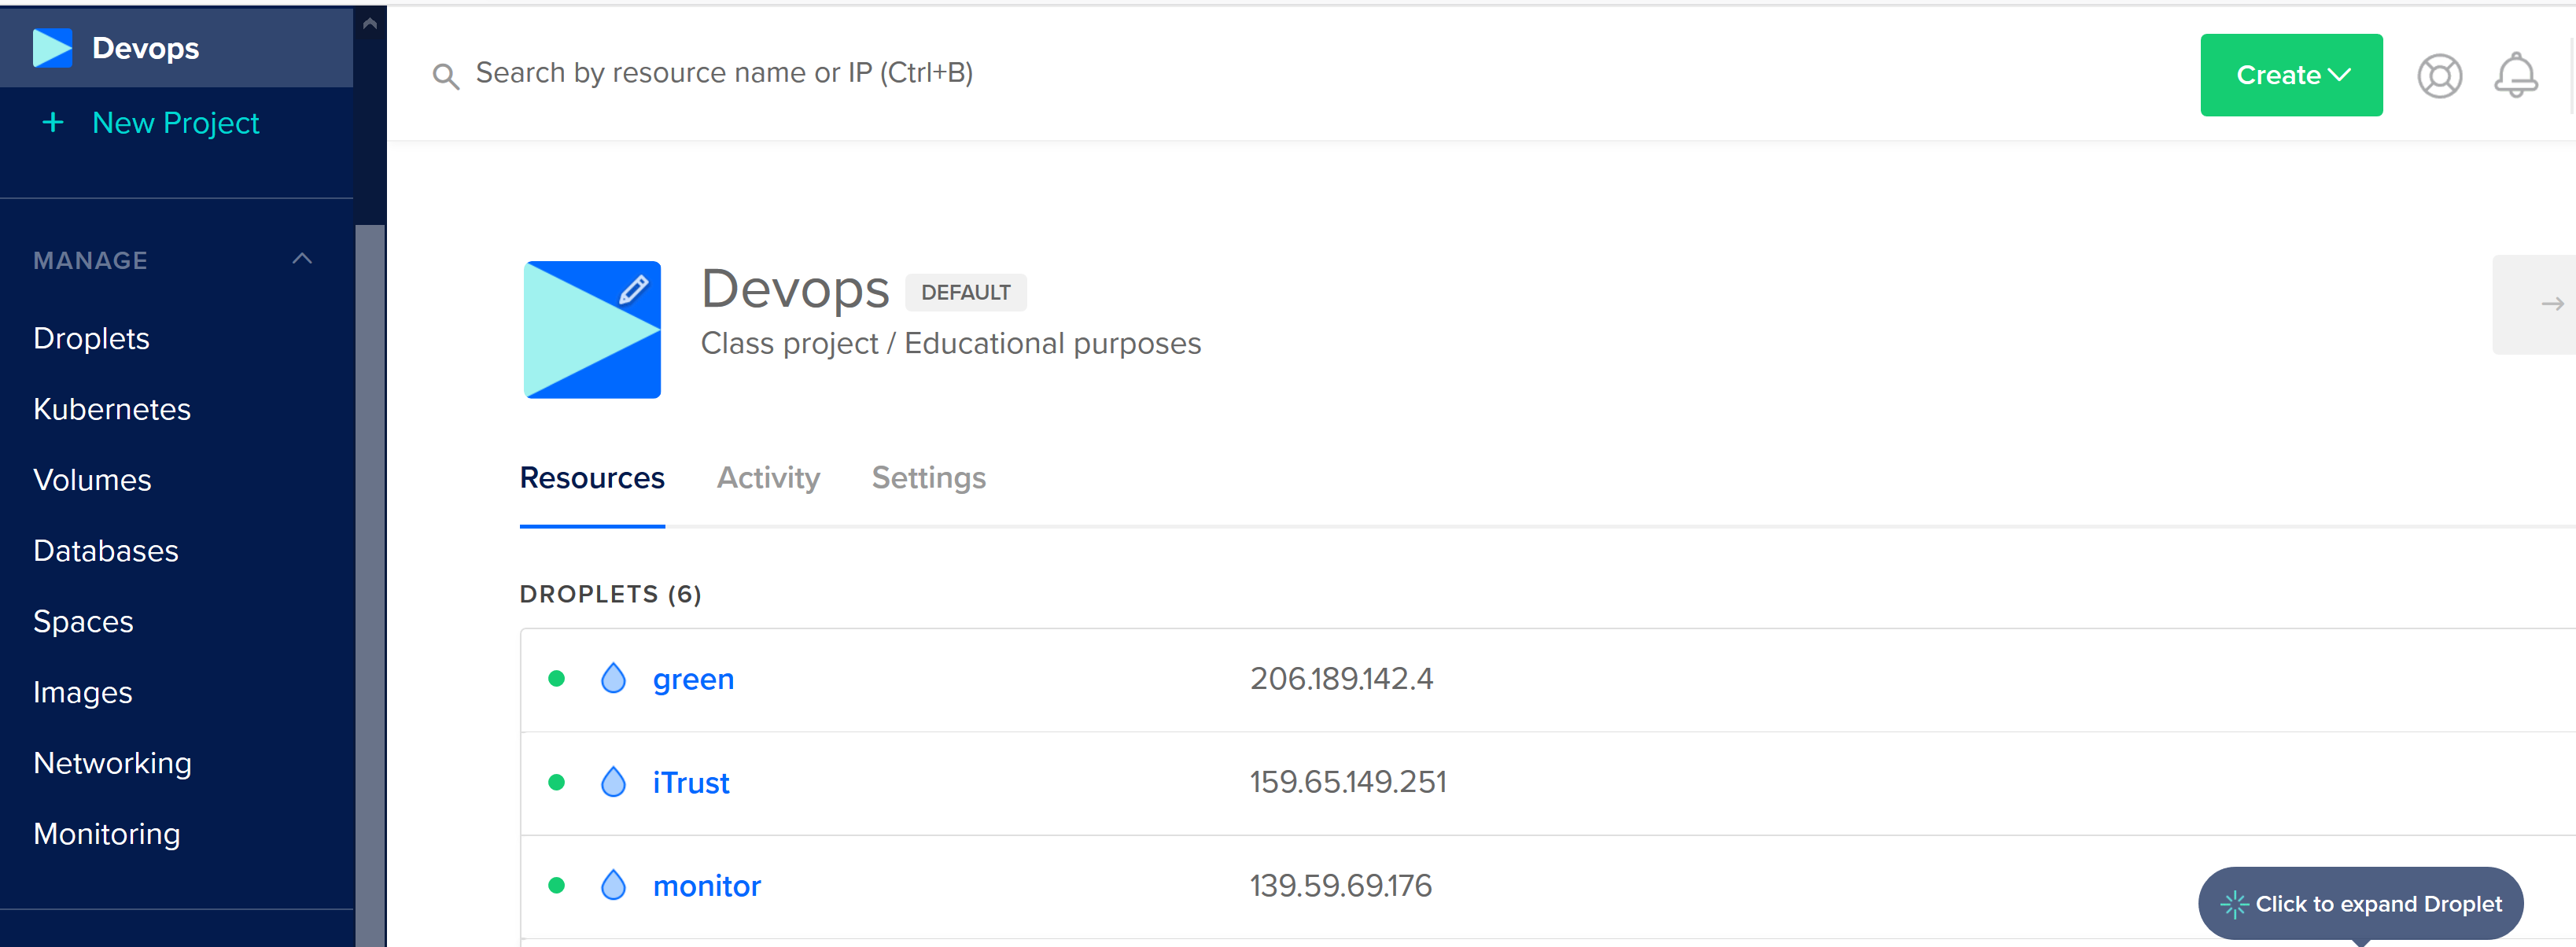 Devops
+ New Project
MANAGE
Droplets
Kubernetes
Volumes
Databases
Spaces
Images
Networking
Monitoring
Search by resource name or IP (Ctrl+B)
Create
Devops DEFAULT
Class project / Educational purposes
Resources Activity Settings
DROPLETS (6)
green 206.189.142.4
iTrust 159.65.149.251
monitor 139.59.69.176
Click to expand Droplet